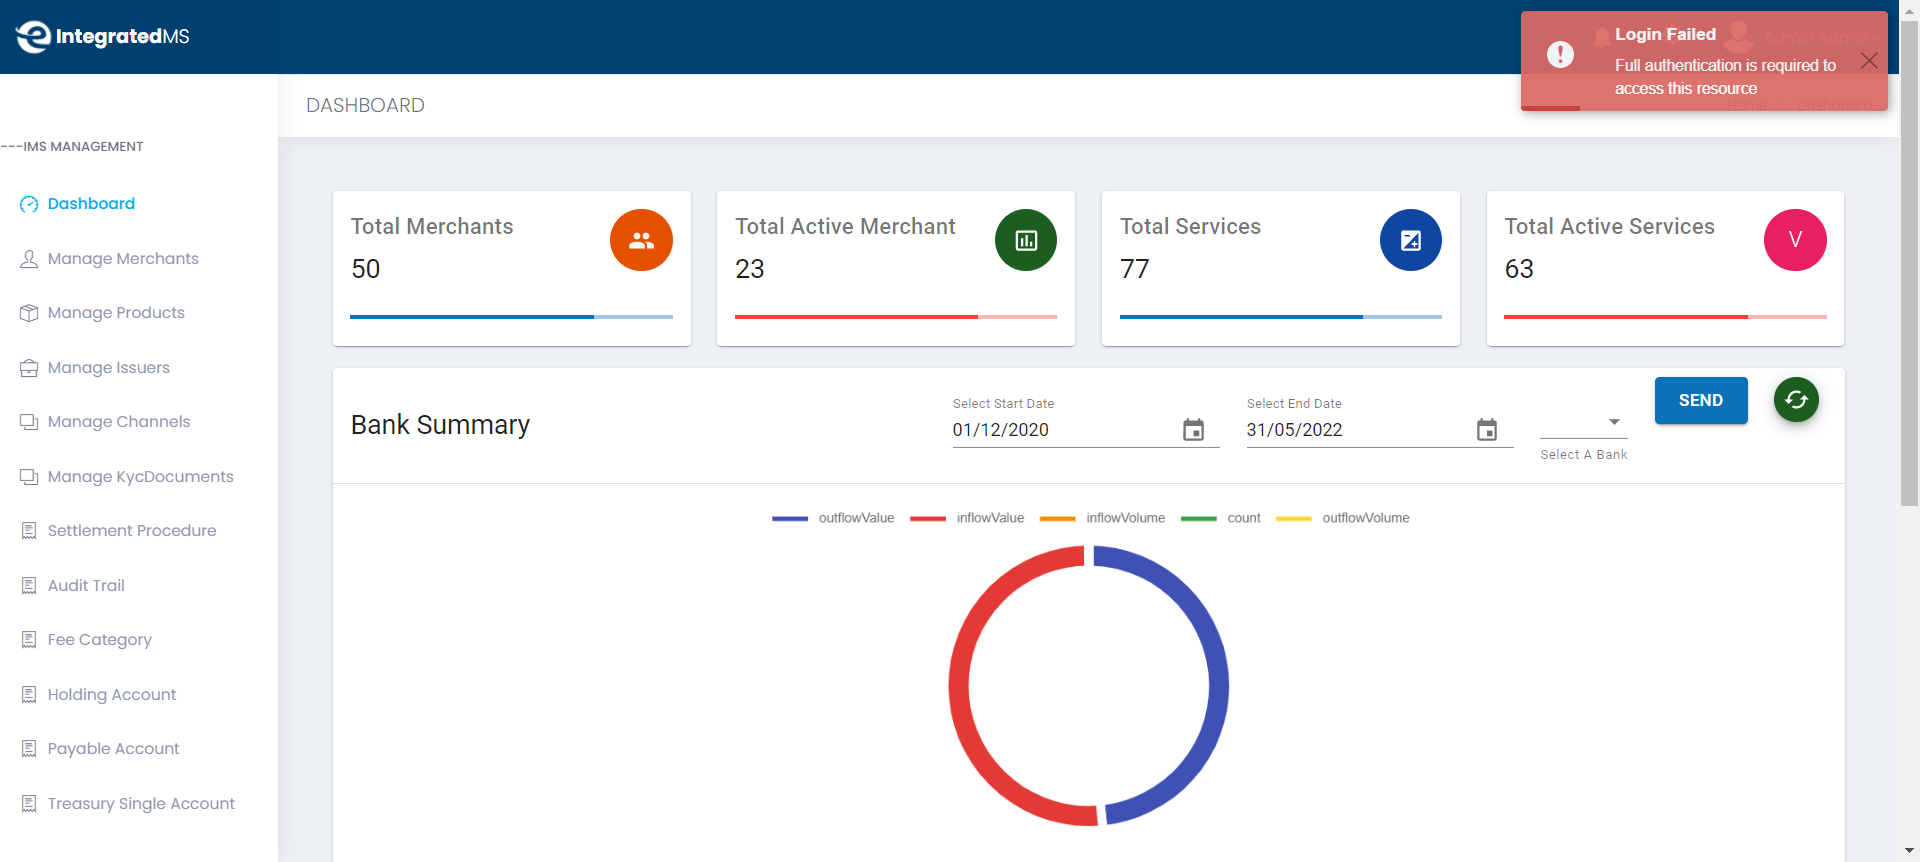 IntegratedMS
Login Failed
Full authentication is required to
access this resource
Admin Admin
DASHBOARD
Home
Dashboard
---IMS MANAGEMENT
Dashboard
Manage Merchants
Manage Products
Manage Issuers
Manage Channels
Manage KycDocuments
Settlement Procedure
Audit Trail
Fee Category
Holding Account
Payable Account
Treasury Single Account
Total Merchants
50
Total Active Merchant
23
Total Services
77
Total Active Services
V
63
Bank Summary
Select Start Date
01/12/2020
Select End Date
31/05/2022
Select A Bank
SEND
outflowValue
inflowValue
inflowVolume
count
outflowVolume